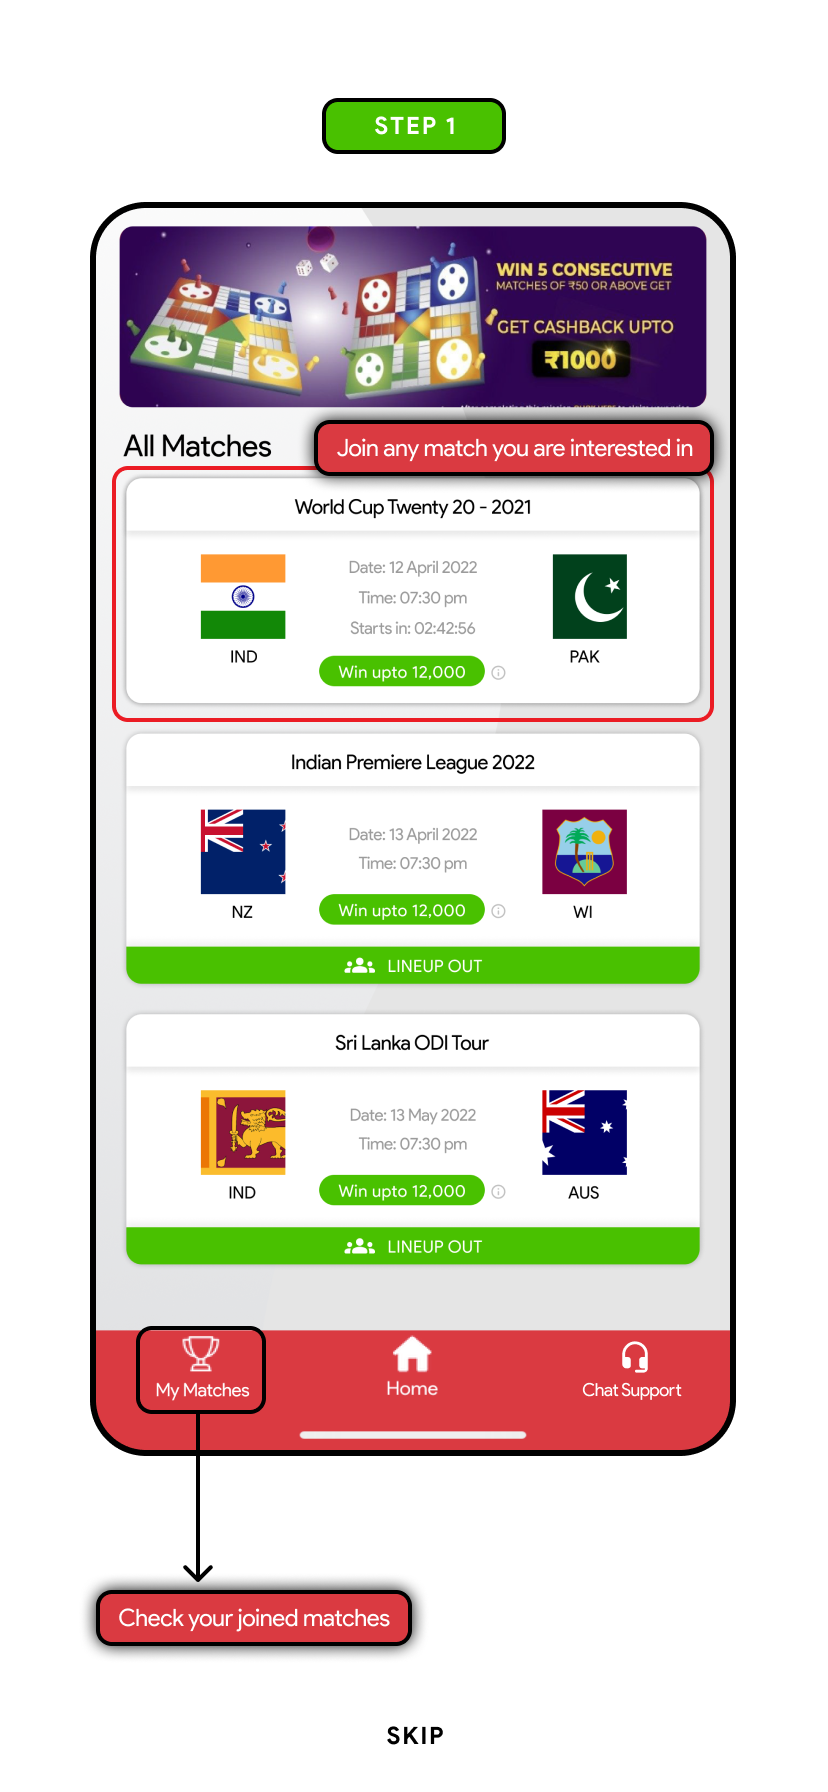 STEP 1
WIN 5 CONSECUTIVE
MATCHES OF ₹50 OR ABOVE GET
GET CASHBACK UPTO
₹1000
All Matches
Join any match you are interested in
World Cup Twenty 20 - 2021
Date: 12 April 2022
Time: 07:30 pm
Starts in: 02:42:56
IND
PAK
Win upto 12,000
Indian Premiere League 2022
Date: 13 April 2022
Time: 07:30 pm
Win upto 12,000
NZ
WI
LINEUP OUT
Sri Lanka ODI Tour
Date: 13 May 2022
Time: 07:30 pm
Win upto 12,000
IND
AUS
LINEUP OUT
My Matches
Home
Chat Support
Check your joined matches
SKIP